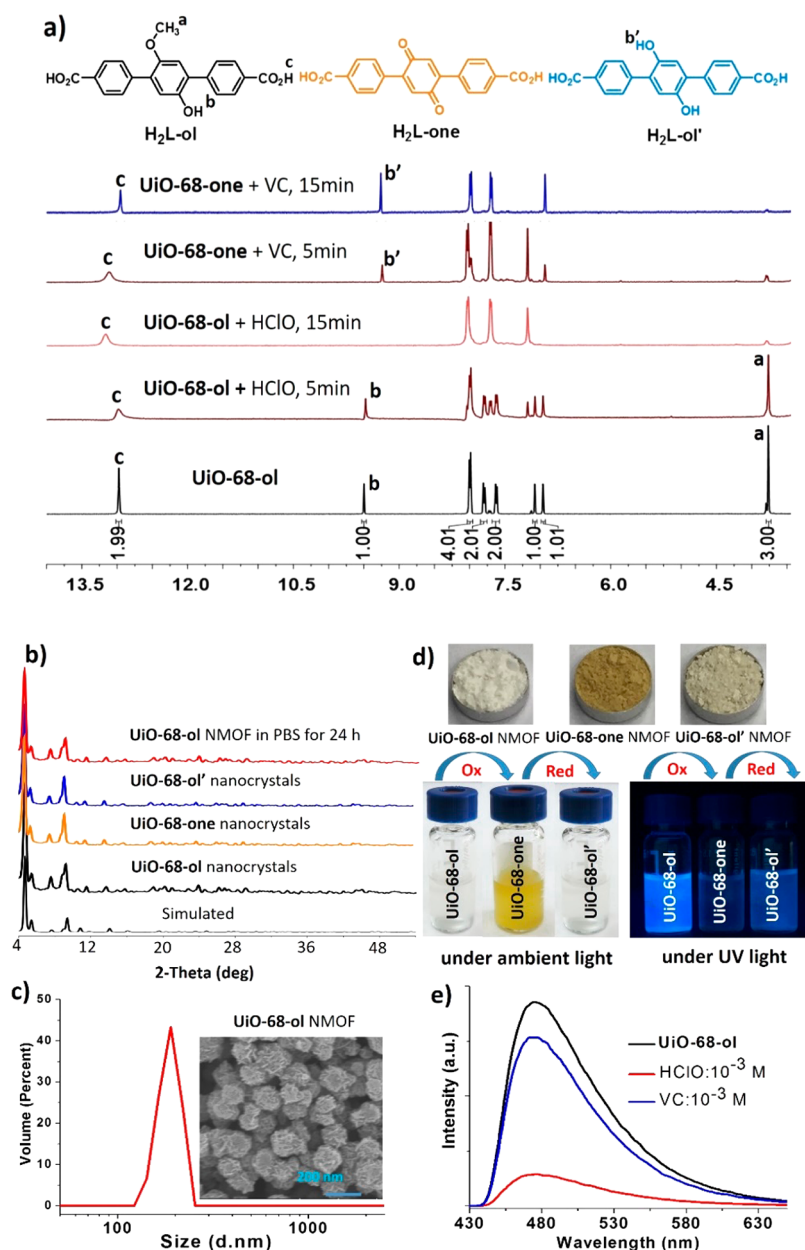 a)
CH₃
a
O
HO₂C
CO₂H
c
OH
b
H₂L-ol
O
HO₂C
CO₂H
O
H₂L-one
b'
HO
HO₂C
CO₂H
OH
H₂L-ol'
c
UiO-68-one + VC, 15min
b'
c
UiO-68-one + VC, 5min
b'
c
UiO-68-ol + HClO, 15min
c
UiO-68-ol + HClO, 5min
b
a
c
UiO-68-ol
b
a
1.99
1.00
4.01
2.01
2.00
1.00
1.01
3.00
13.5 12.0 10.5 9.0 7.5 6.0 4.5
b)
UiO-68-ol NMOF in PBS for 24 h
UiO-68-ol' nanocrystals
UiO-68-one nanocrystals
UiO-68-ol nanocrystals
Simulated
4 12 20 29 38 48
2-Theta (deg)
d)
UiO-68-ol NMOF
UiO-68-one NMOF
UiO-68-ol' NMOF
Ox
Red
Ox
Red
UiO-68-ol
UiO-68-one
UiO-68-ol'
UiO-68-ol
UiO-68-one
UiO-68-ol'
under ambient light
under UV light
c)
UiO-68-ol NMOF
50
40
30
20
10
0
Volume (Percent)
200 nm
100 1000
Size (d.nm)
e)
Intensity (a.u.)
UiO-68-ol
HClO:10⁻³ M
VC:10⁻³ M
430 480 530 580 630
Wavelength (nm)